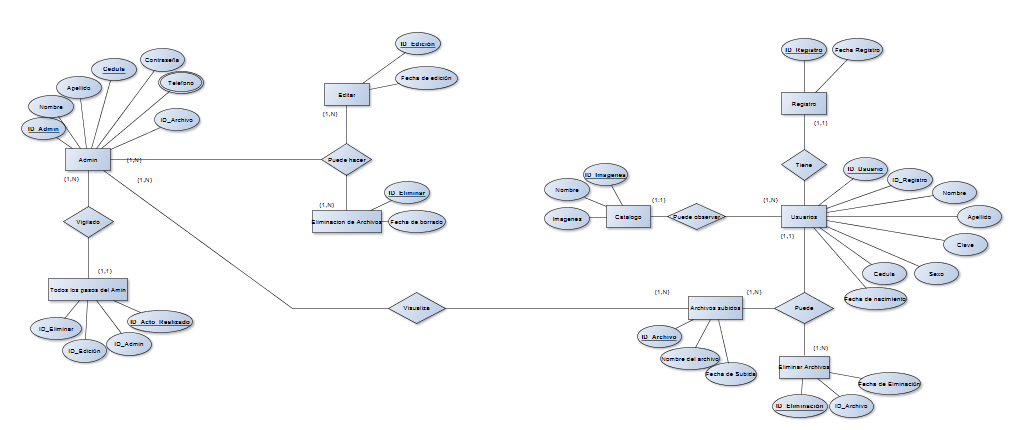 ID_Edición
Fecha de edición
Editar
{1,N}
Contraseña
Cedula
Telefono
Apellido
Nombre
ID_Archivo
ID_Admin
Admin
{1,N}
{1,N}
{1,N}
Puede hacer
{1,N}
ID_Eliminar
Eliminacion de Archivos
Fecha de borrado
Vigilado
{1,1}
Todos los pasos del Amin
ID_Acto_Realizado
ID_Eliminar
ID_Edición
ID_Admin
Visualiza
ID_Registro
Fecha Registro
Registro
{1,1}
Tiene
ID_Usuario
ID_Registro
Nombre
Apellido
Clave
Sexo
Cedula
Fecha de nacimiento
{1,N}
Usuarios
{1,1}
ID_Imagenes
Nombre
Imagenes
Catalogo
{1:1}
Puede observar
{1,N}
{1,N}
Archivos subidos
Puede
ID_Archivo
Nombre del archivo
Fecha de Subida
{1:N}
Eliminar Archivos
Fecha de Elminación
ID_Eliminación
ID_Archivo